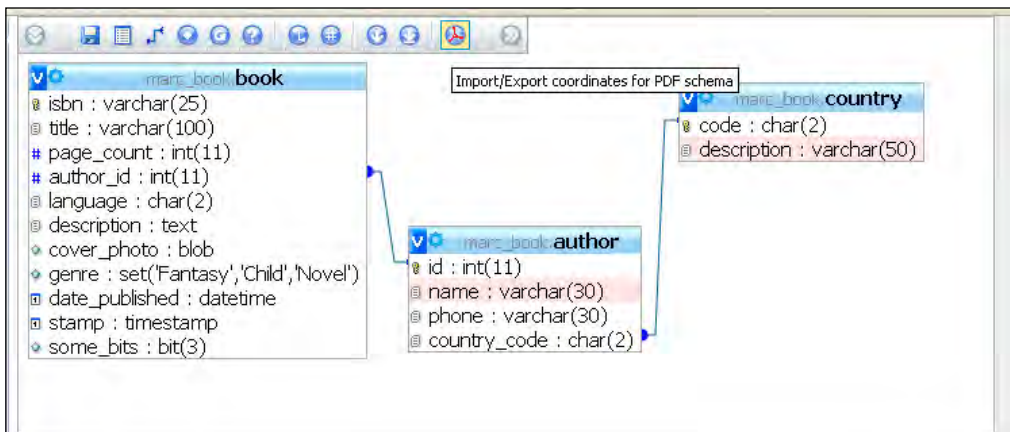 Import/Export coordinates for PDF schema
marc_book.book
isbn : varchar(25)
title : varchar(100)
# page_count : int(11)
# author_id : int(11)
language : char(2)
description : text
cover_photo : blob
genre : set('Fantasy','Child','Novel')
date_published : datetime
stamp : timestamp
some_bits : bit(3)
marc_book.author
id : int(11)
name : varchar(30)
phone : varchar(30)
country_code : char(2)
marc_book.country
code : char(2)
description : varchar(50)